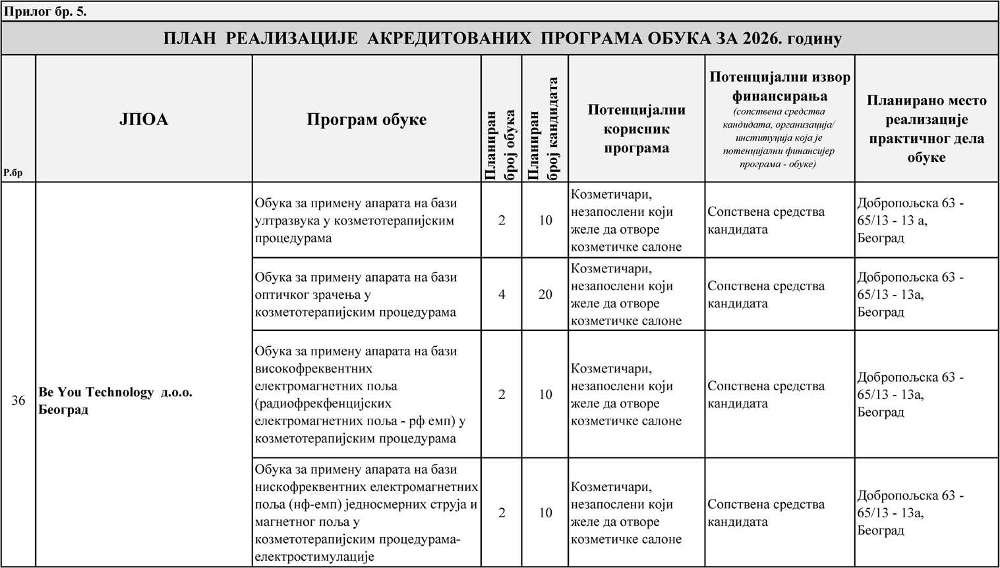 Прилог бр. 5.
ПЛАН РЕАЛИЗАЦИЈЕ АКРЕДИТОВАНИХ ПРОГРАМА ОБУКА ЗА 2026. годину
Р.бр
ЈПОА
Програм обуке
Планиран
број обука
Планиран
број кандидата
Потенцијални
корисник
програма
Потенцијални извор
финансирања
(сопствена средства
кандидата, организација/
институција која је
потенцијални финансијер
програма - обуке)
Планирано место
реализације
практичног дела
обуке
36
Be You Technology д.о.о.
Београд
Обука за примену апарата на бази
ултразвука у козметотерапијским
процедурама
2
10
Козметичари,
незапослени који
желе да отворе
козметичке салоне
Сопствена средства
кандидата
Добропољска 63 -
65/13 - 13 а,
Београд
Обука за примену апарата на бази
оптичког зрачења у
козметотерапијским процедурама
4
20
Козметичари,
незапослени који
желе да отворе
козметичке салоне
Сопствена средства
кандидата
Добропољска 63 -
65/13 - 13а,
Београд
Обука за примену апарата на бази
високофреквентних
електромагнетних поља
(радиофрекфенцијских
електромагнетних поља - рф емп) у
козметотерапијским процедурама
2
10
Козметичари,
незапослени који
желе да отворе
козметичке салоне
Сопствена средства
кандидата
Добропољска 63 -
65/13 - 13а,
Београд
Обука за примену апарата на бази
нискофреквентних електромагнетних
поља (нф-емп) једносмерних струја и
магнетног поља у
козметотерапијским процедурама-
електростимулације
2
10
Козметичари,
незапослени који
желе да отворе
козметичке салоне
Сопствена средства
кандидата
Добропољска 63 -
65/13 - 13а,
Београд